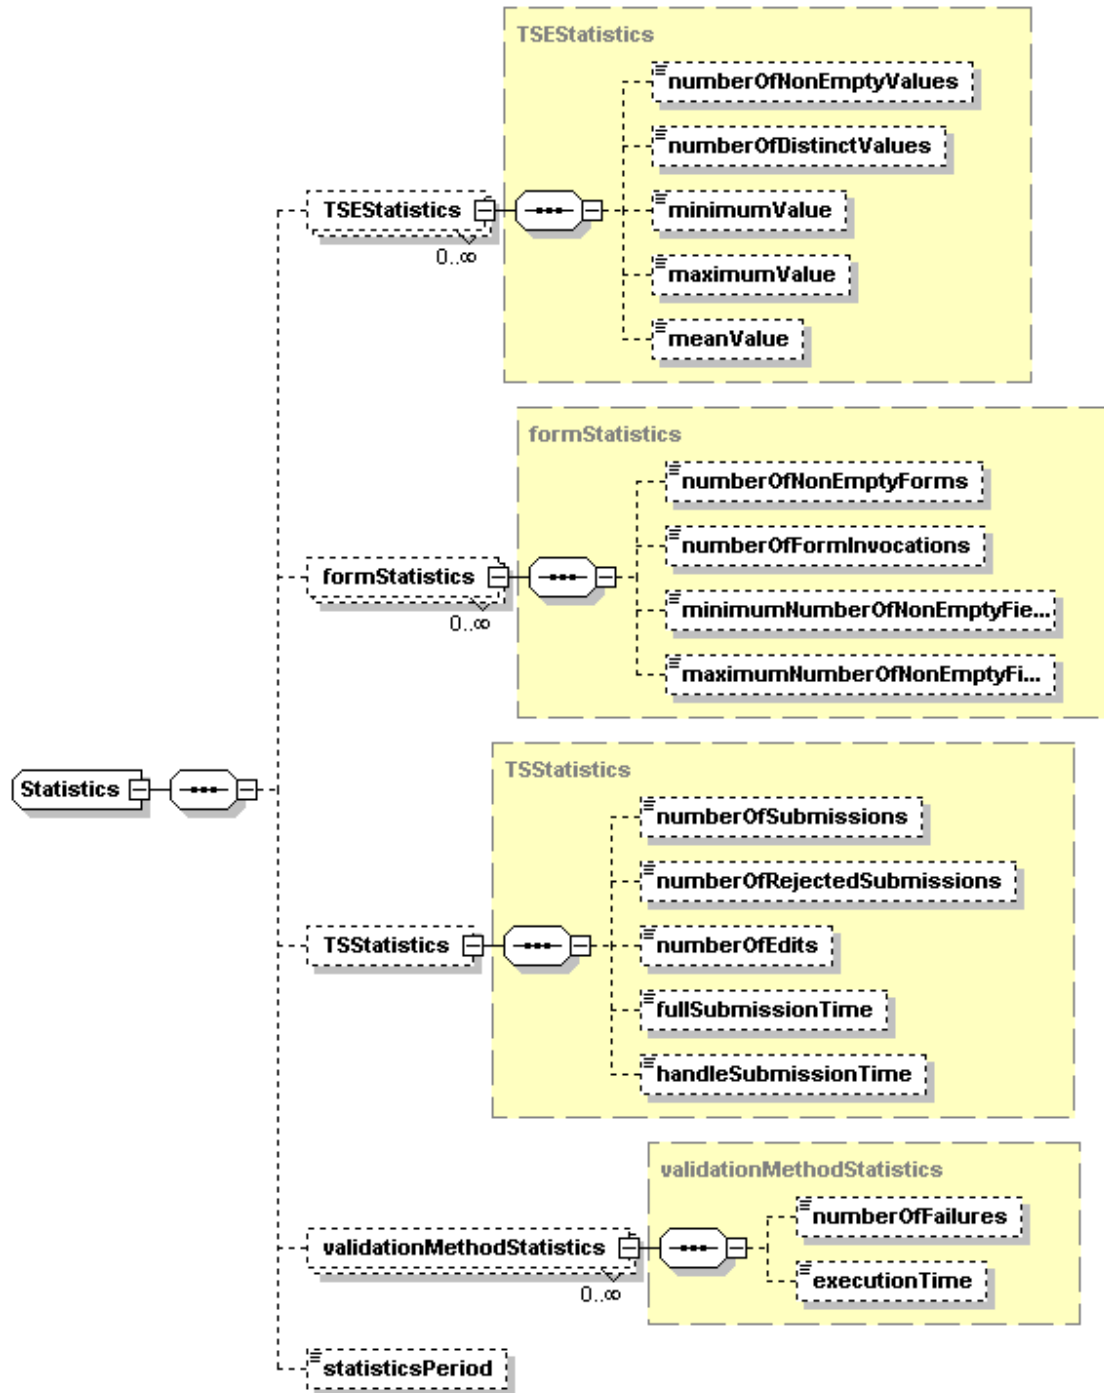 TSEStatistics
numberOfNonEmptyValues
numberOfDistinctValues
TSEStatistics
minimumValue
0..∞
maximumValue
meanValue
formStatistics
numberOfNonEmptyForms
numberOfFormInvocations
formStatistics
0..∞
minimumNumberOfNonEmptyFie...
maximumNumberOfNonEmptyFi...
Statistics
TSStatistics
numberOfSubmissions
numberOfRejectedSubmissions
TSStatistics
numberOfEdits
fullSubmissionTime
handleSubmissionTime
validationMethodStatistics
numberOfFailures
validationMethodStatistics
0..∞
executionTime
statisticsPeriod